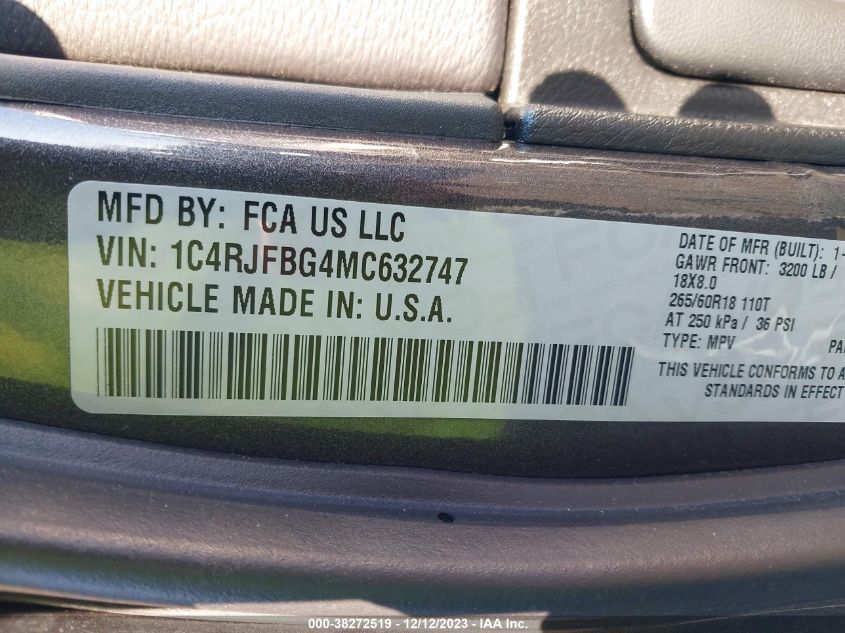 MFD BY: FCA US LLC
VIN: 1C4RJFBG4MC632747
VEHICLE MADE IN: U.S.A.
DATE OF MFR (BUILT): 1-
GAWR FRONT: 3200 LB /
18X8.0
265/60R18 110T
AT 250 kPa / 36 PSI
TYPE: MPV
THIS VEHICLE CONFORMS TO A
STANDARDS IN EFFECT
000-38272519 - 12/12/2023 - © IAA Inc.